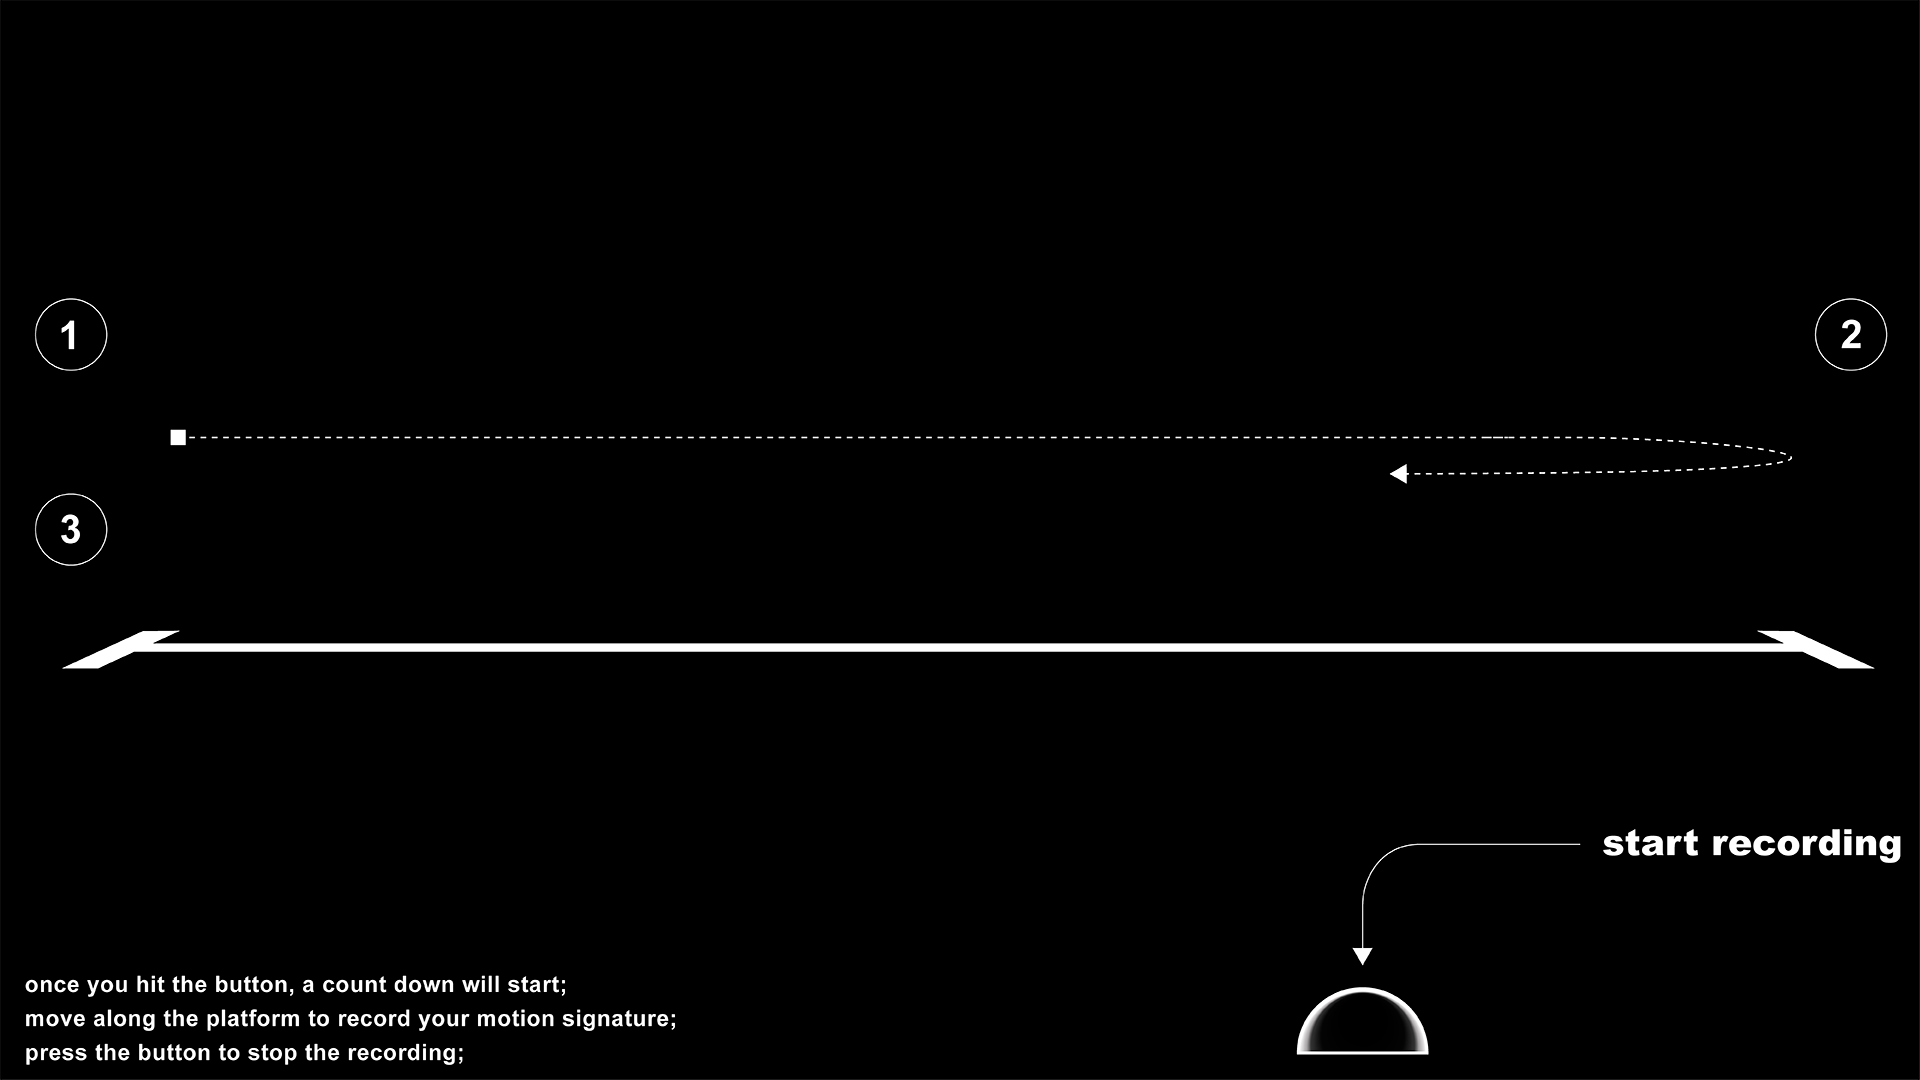 1
2
3
start recording
once you hit the button, a count down will start;
move along the platform to record your motion signature;
press the button to stop the recording;